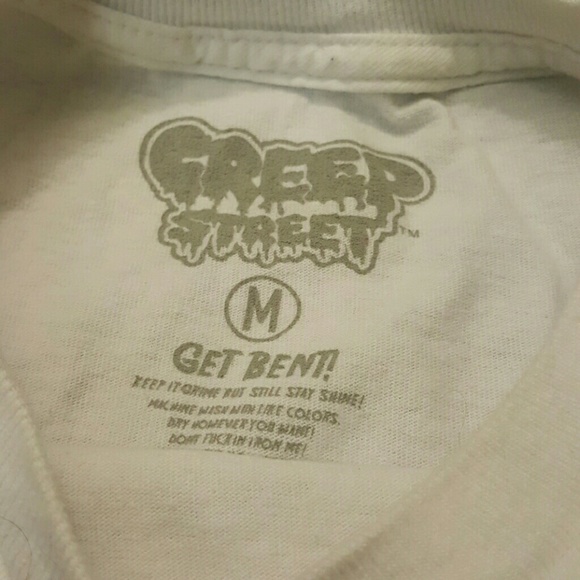 CREEP
STREET™
M
GET BENT!
KEEP IT GRIME BUT STILL STAY SHINE!
MACHINE WASH WITH LIKE COLORS.
DRY HOWEVER YOU WANT!
DONT FUCKIN IRON ME!